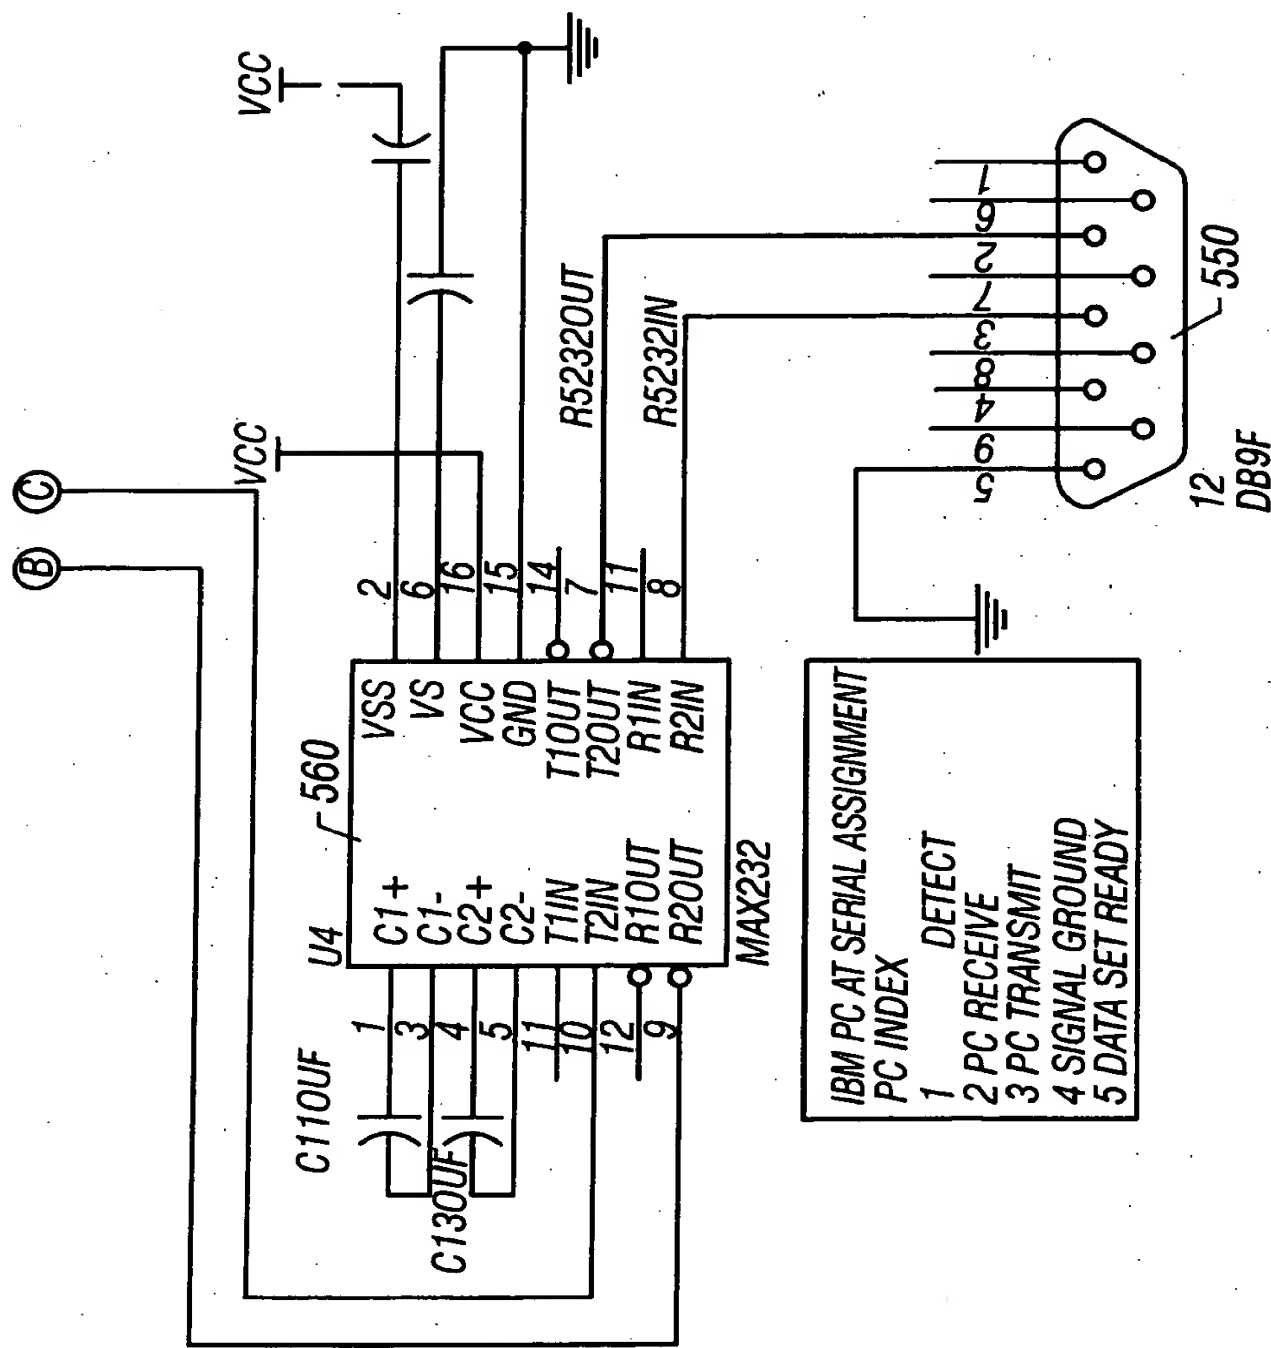 B
C
VCC
VCC
C110UF
C130UF
1
3
4
5
11
10
12
9
U4
560
C1+
C1-
C2+
C2-
T1IN
T2IN
R1OUT
R2OUT
VSS
VS
VCC
GND
T1OUT
T2OUT
R1IN
R2IN
MAX232
2
6
16
15
14
7
11
8
R5232OUT
R5232IN
5
9
4
8
3
7
2
6
1
550
12
DB9F
IBM PC AT SERIAL ASSIGNMENT
PC INDEX
1 DETECT
2 PC RECEIVE
3 PC TRANSMIT
4 SIGNAL GROUND
5 DATA SET READY